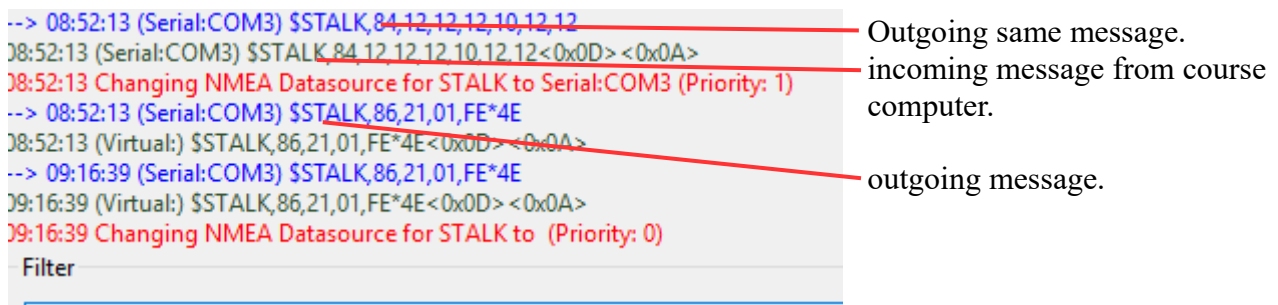 --> 08:52:13 (Serial:COM3) $STALK,84,12,12,12,10,12,12
08:52:13 (Serial:COM3) $STALK,84,12,12,12,10,12,12<0x0D><0x0A>
08:52:13 Changing NMEA Datasource for STALK to Serial:COM3 (Priority: 1)
--> 08:52:13 (Serial:COM3) $STALK,86,21,01,FE*4E
08:52:13 (Virtual:) $STALK,86,21,01,FE*4E<0x0D><0x0A>
--> 09:16:39 (Serial:COM3) $STALK,86,21,01,FE*4E
09:16:39 (Virtual:) $STALK,86,21,01,FE*4E<0x0D><0x0A>
09:16:39 Changing NMEA Datasource for STALK to  (Priority: 0)
Filter
Outgoing same message.
incoming message from course
computer.
outgoing message.